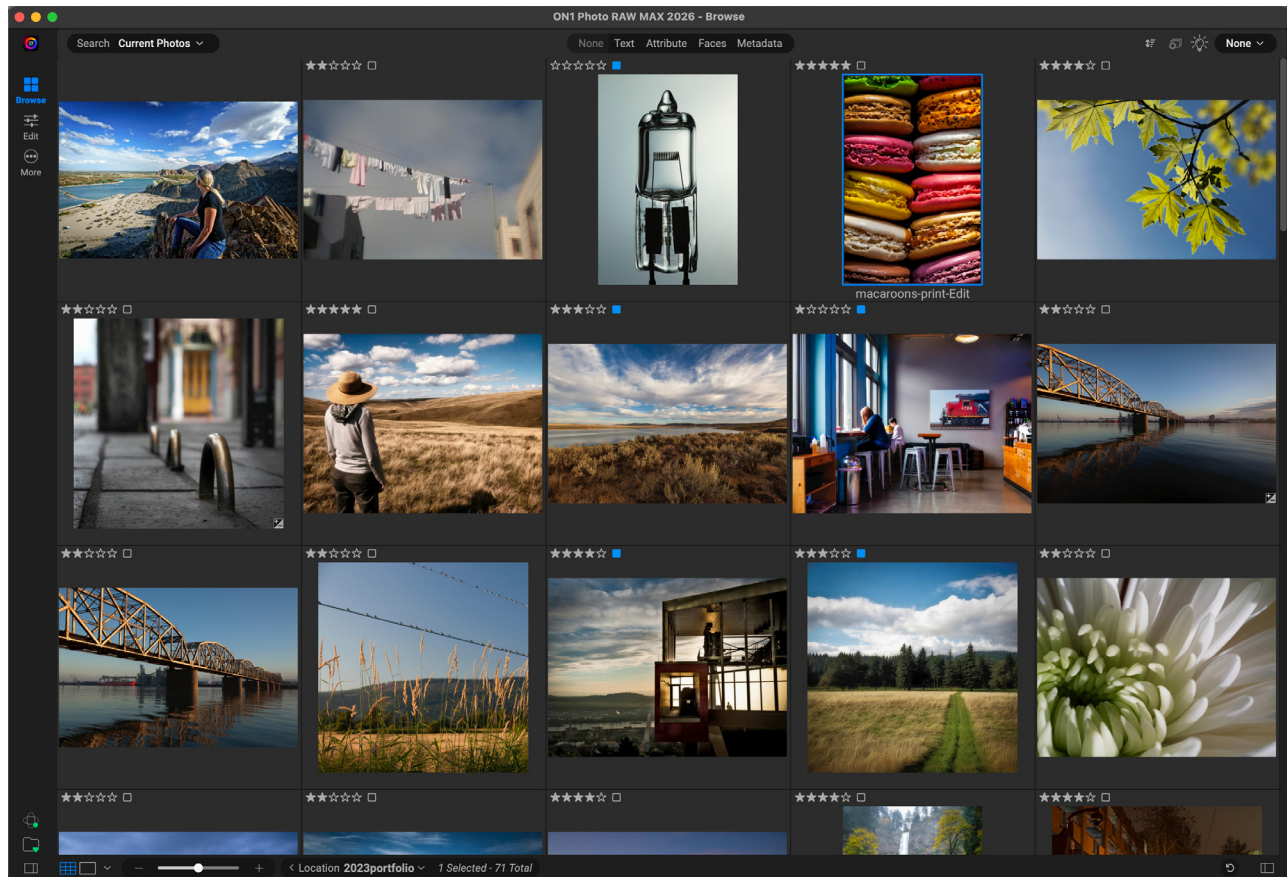 ON1 Photo RAW MAX 2026 - Browse
Search Current Photos
None Text Attribute Faces Metadata
None
Browse
Edit
More
macaroons-print-Edit
Location 2023portfolio
1 Selected - 71 Total